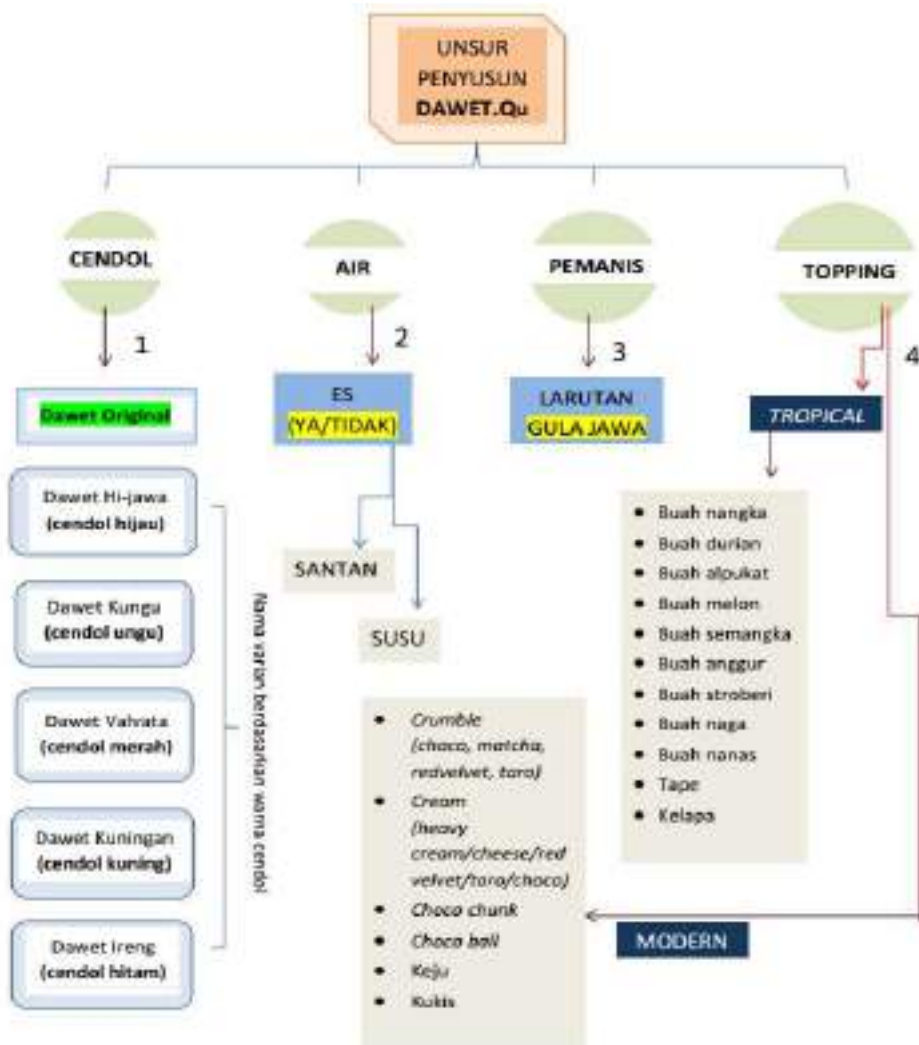 UNSUR
PENYUSUN
DAWET.Qu
CENDOL
AIR
PEMANIS
TOPPING
1
2
3
4
Dawet Original
ES
(YA/TIDAK)
LARUTAN
GULA JAWA
TROPICAL
Dawet Hi-jawa
(cendol hijau)
Dawet Kungu
(cendol ungu)
Dawet Valvata
(cendol merah)
Dawet Kuningan
(cendol kuning)
Dawet Ireng
(cendol hitam)
Nama varian berdasarkan warna cendol
SANTAN
SUSU
• Buah nangka
• Buah durian
• Buah alpukat
• Buah melon
• Buah semangka
• Buah anggur
• Buah stroberi
• Buah naga
• Buah nanas
• Tape
• Kelapa
• Crumble
(choco, matcha,
redvelvet, taro)
• Cream
(heavy
cream/cheese/red
velvet/taro/choco)
• Choco chunk
• Choco ball
• Keju
• Kukis
MODERN